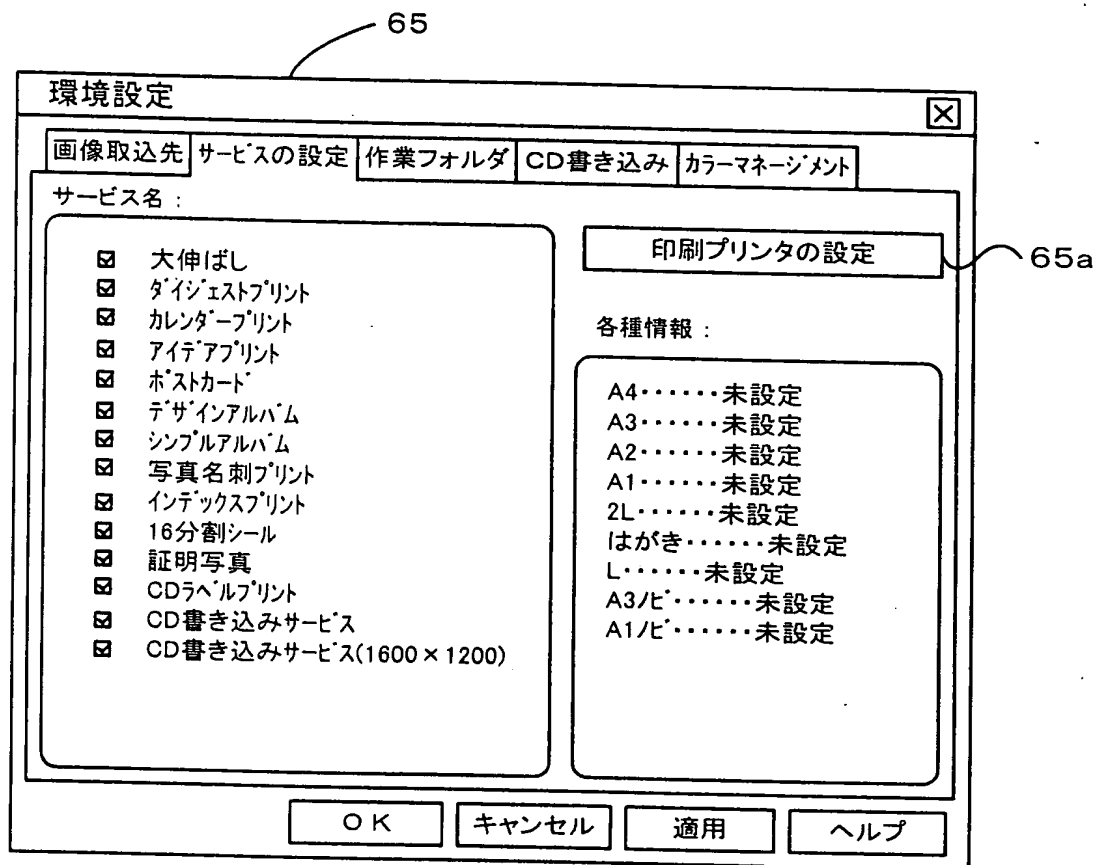 65
環境設定
画像取込先 サービスの設定 作業フォルダ CD書き込み カラーマネージメント
サービス名：
印刷プリンタの設定
65a
大伸ばし
ダイジェストプリント
カレンダープリント
アイデアプリント
ポストカード
デザインアルバム
シンプルアルバム
写真名刺プリント
インデックスプリント
16分割シール
証明写真
CDラベルプリント
CD書き込みサービス
CD書き込みサービス(1600×1200)
各種情報：
A4・・・・・・未設定
A3・・・・・・未設定
A2・・・・・・未設定
A1・・・・・・未設定
2L・・・・・・未設定
はがき・・・・・・未設定
L・・・・・・未設定
A3ノビ・・・・・・未設定
A1ノビ・・・・・・未設定
OK キャンセル 適用 ヘルプ